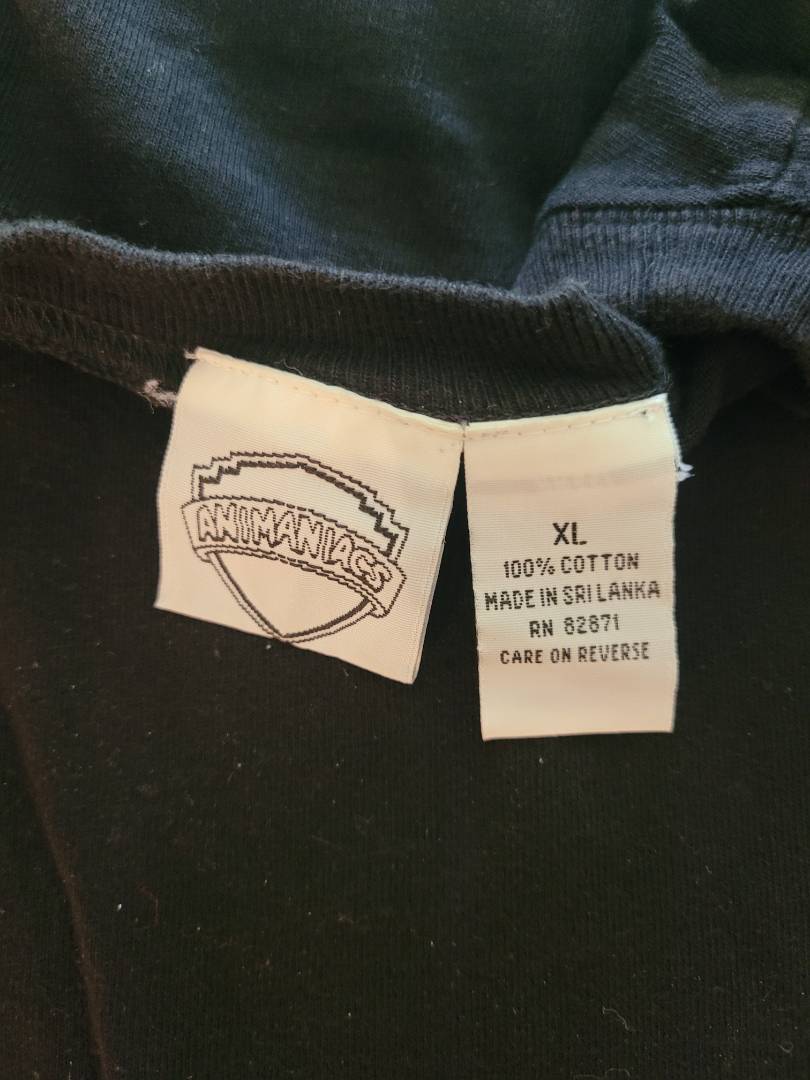 ANIMANIACS
XL
100% COTTON
MADE IN SRI LANKA
RN 82871
CARE ON REVERSE